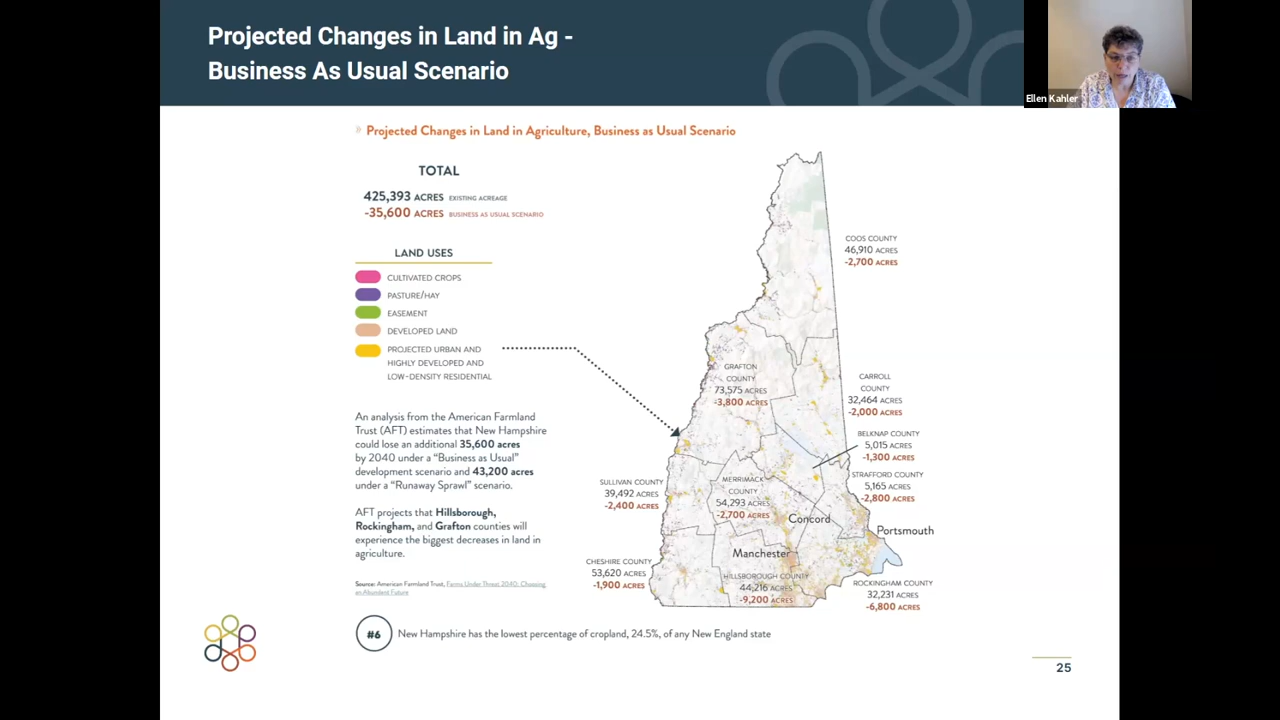 Projected Changes in Land in Ag -
Business As Usual Scenario
Ellen Kahler
» Projected Changes in Land in Agriculture, Business as Usual Scenario
TOTAL
425,393 ACRES EXISTING ACREAGE
-35,600 ACRES BUSINESS AS USUAL SCENARIO
LAND USES
CULTIVATED CROPS
PASTURE/HAY
EASEMENT
DEVELOPED LAND
PROJECTED URBAN AND
HIGHLY DEVELOPED AND
LOW-DENSITY RESIDENTIAL
An analysis from the American Farmland
Trust (AFT) estimates that New Hampshire
could lose an additional 35,600 acres
by 2040 under a “Business as Usual”
development scenario and 43,200 acres
under a “Runaway Sprawl” scenario.
AFT projects that Hillsborough,
Rockingham, and Grafton counties will
experience the biggest decreases in land in
agriculture.
Source: American Farmland Trust, Farms Under Threat 2040: Choosing
an Abundant Future
COOS COUNTY
46,910 ACRES
-2,700 ACRES
GRAFTON
COUNTY
73,575 ACRES
-3,800 ACRES
CARROLL
COUNTY
32,464 ACRES
-2,000 ACRES
BELKNAP COUNTY
5,015 ACRES
-1,300 ACRES
STRAFFORD COUNTY
5,165 ACRES
-2,800 ACRES
SULLIVAN COUNTY
39,492 ACRES
-2,400 ACRES
MERRIMACK
COUNTY
54,293 ACRES
-2,700 ACRES
Concord
Portsmouth
Manchester
CHESHIRE COUNTY
53,620 ACRES
-1,900 ACRES
HILLSBOROUGH COUNTY
44,216 ACRES
-9,200 ACRES
ROCKINGHAM COUNTY
32,231 ACRES
-6,800 ACRES
#6 New Hampshire has the lowest percentage of cropland, 24.5%, of any New England state
25